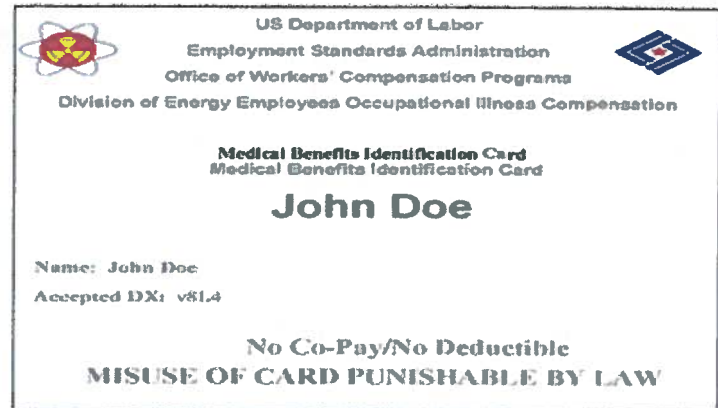 US Department of Labor
Employment Standards Administration
Office of Workers' Compensation Programs
Division of Energy Employees Occupational Illness Compensation
Medical Benefits Identification Card
Medical Benefits Identification Card
John Doe
Name: John Doe
Accepted DX: v81.4
No Co-Pay/No Deductible
MISUSE OF CARD PUNISHABLE BY LAW